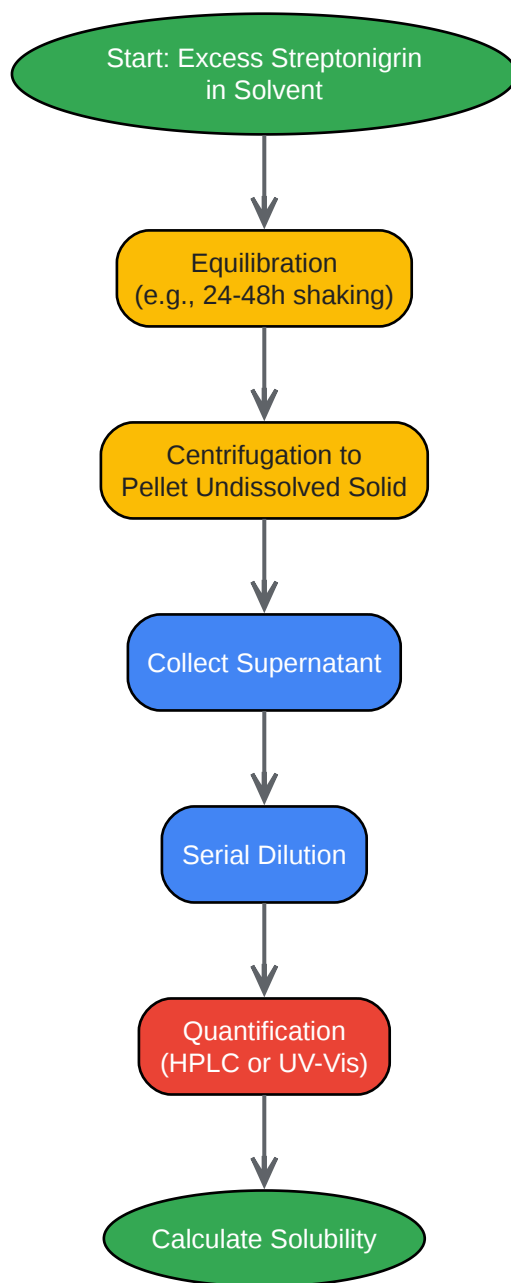 Start: Excess Streptonigrin
in Solvent
Equilibration
(e.g., 24-48h shaking)
Centrifugation to
Pellet Undissolved Solid
Collect Supernatant
Serial Dilution
Quantification
(HPLC or UV-Vis)
Calculate Solubility